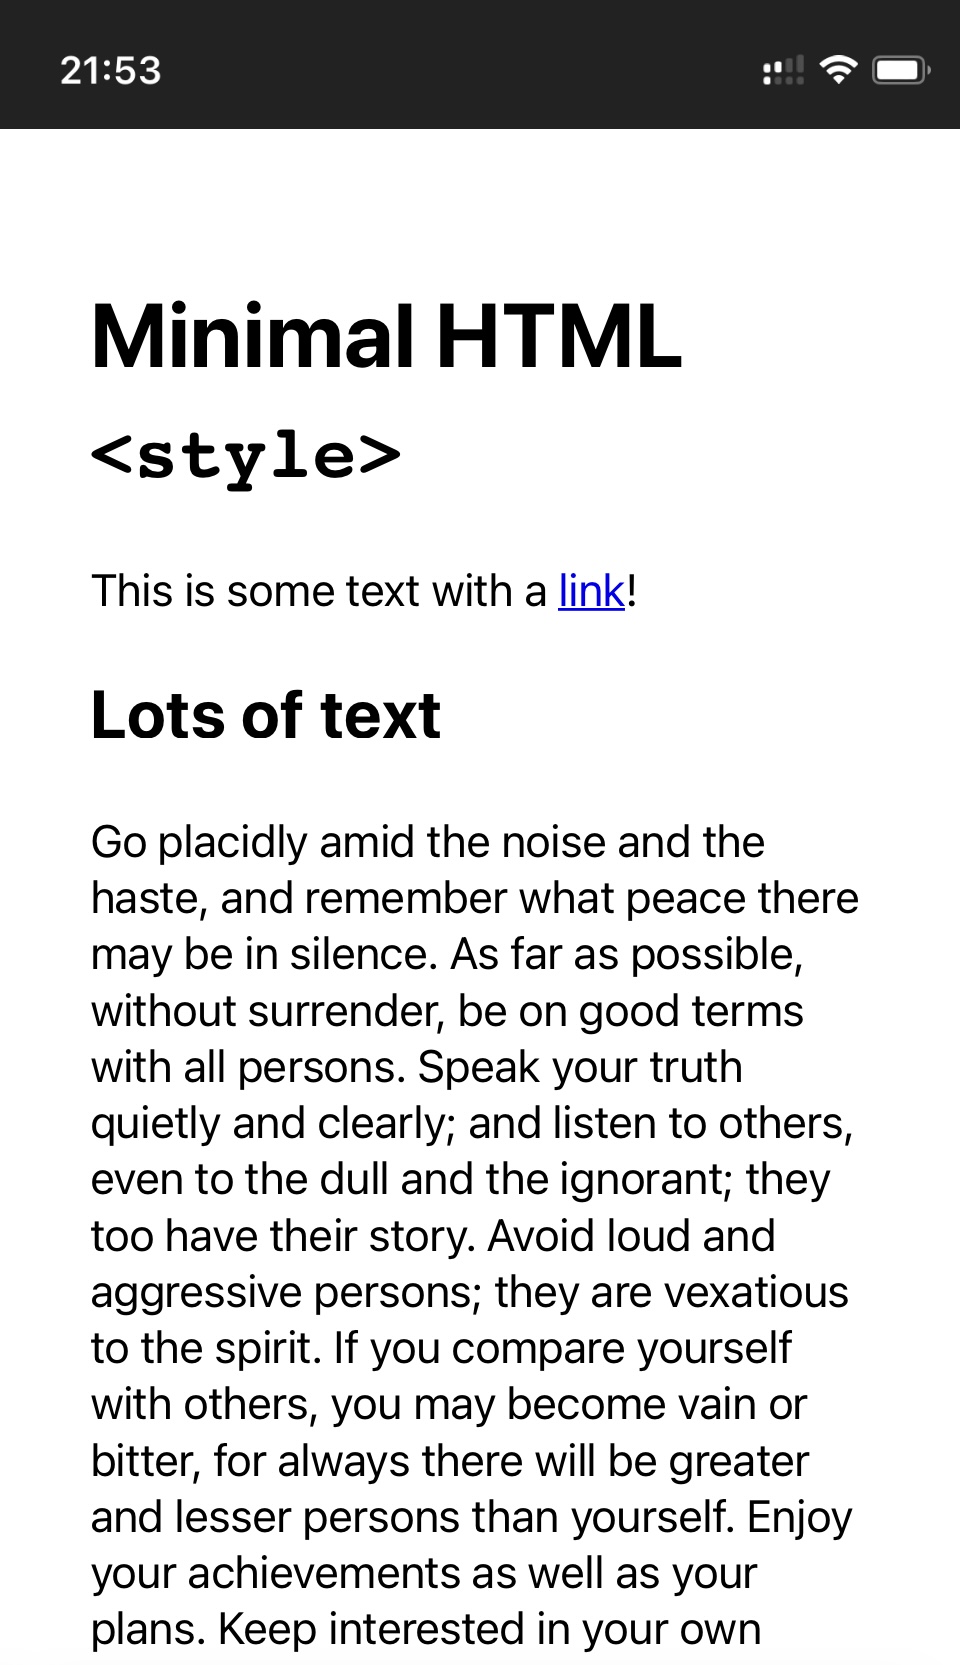 21:53
Minimal HTML
<style>
This is some text with a link!
Lots of text
Go placidly amid the noise and the
haste, and remember what peace there
may be in silence. As far as possible,
without surrender, be on good terms
with all persons. Speak your truth
quietly and clearly; and listen to others,
even to the dull and the ignorant; they
too have their story. Avoid loud and
aggressive persons; they are vexatious
to the spirit. If you compare yourself
with others, you may become vain or
bitter, for always there will be greater
and lesser persons than yourself. Enjoy
your achievements as well as your
plans. Keep interested in your own